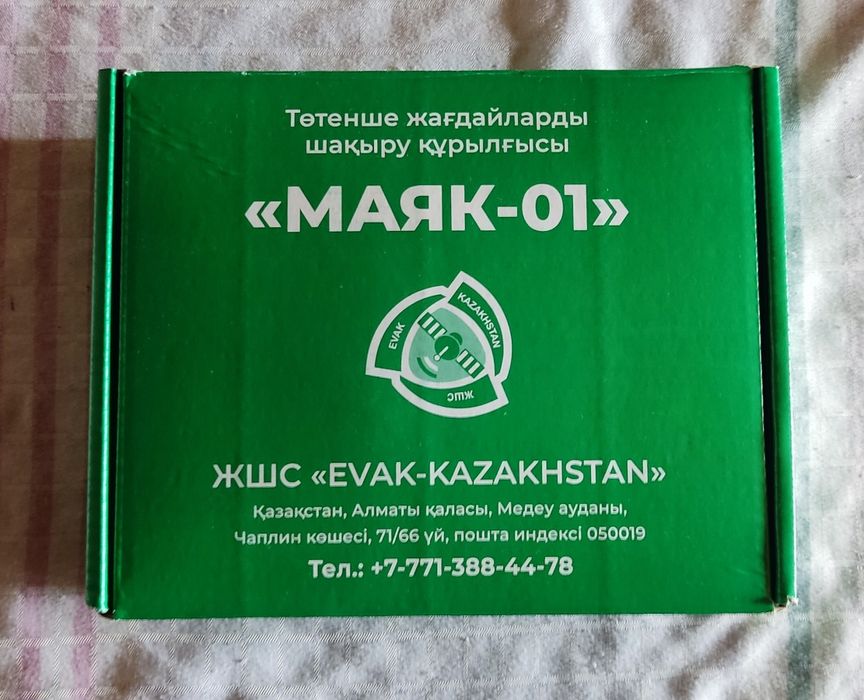 Төтенше жағдайларды
шақыру құрылғысы
«МАЯК-01»
EVAK
KAZAKHSTAN
ЖШС
ЖШС «EVAK-KAZAKHSTAN»
Қазақстан, Алматы қаласы, Медеу ауданы,
Чаплин көшесі, 71/66 үй, пошта индексі 050019
Тел.: +7-771-388-44-78